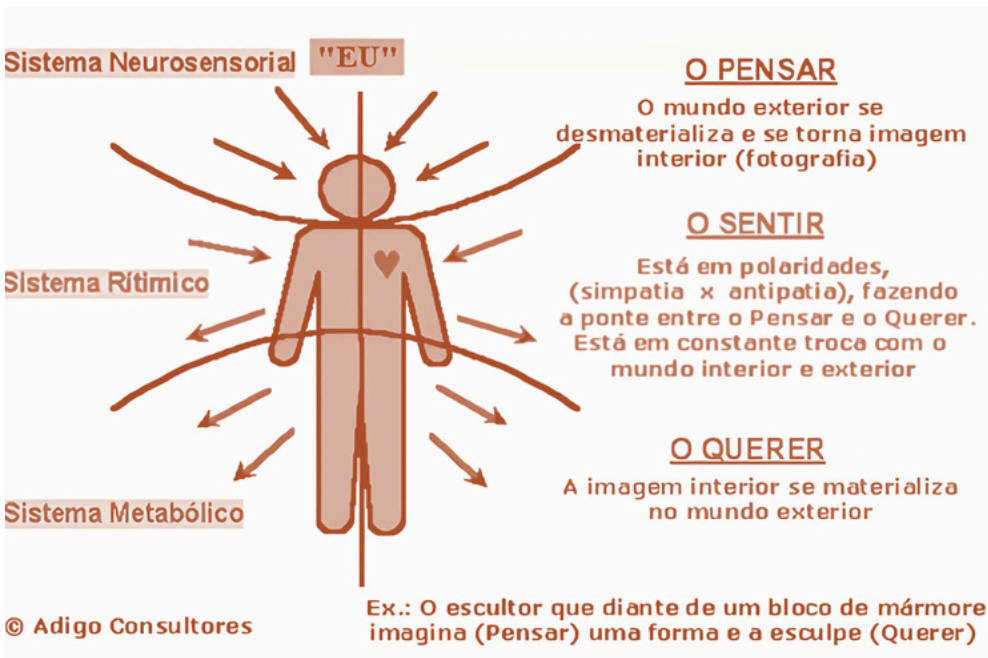 Sistema Neurosensorial
"EU"
O PENSAR
O mundo exterior se
desmaterializa e se torna imagem
interior (fotografia)
O SENTIR
Está em polaridades,
(simpatia x antipatia), fazendo
a ponte entre o Pensar e o Querer.
Está em constante troca com o
mundo interior e exterior
Sistema Rítimico
O QUERER
A imagem interior se materializa
no mundo exterior
Sistema Metabólico
Ex.: O escultor que diante de um bloco de mármore
imagina (Pensar) uma forma e a esculpe (Querer)
© Adigo Consultores